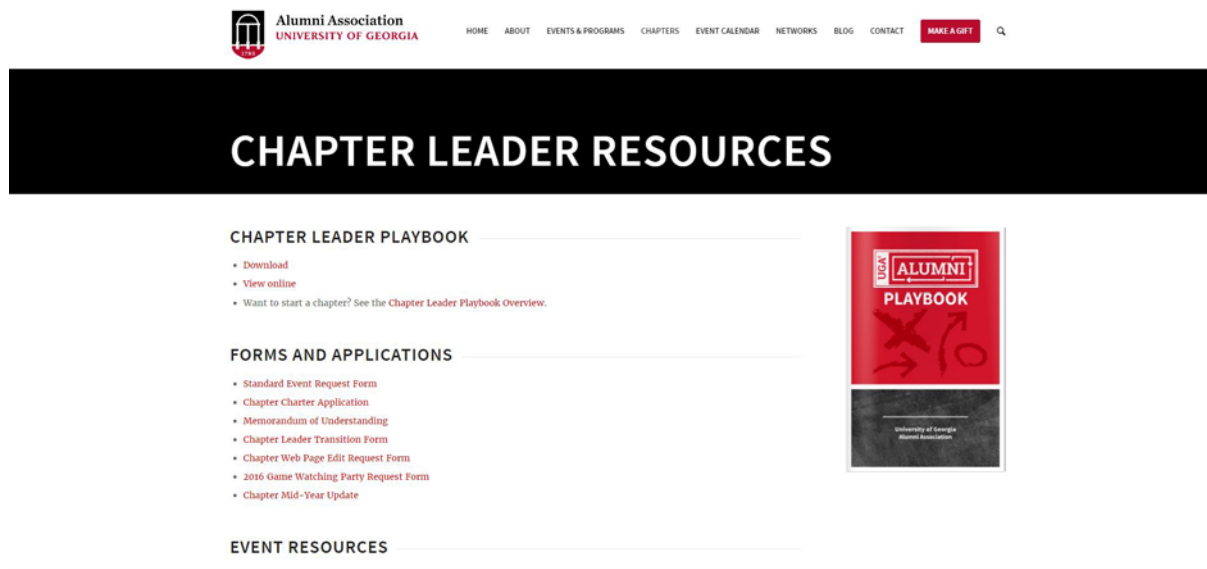 Alumni Association
UNIVERSITY OF GEORGIA
1785
HOME ABOUT EVENTS & PROGRAMS CHAPTERS EVENT CALENDAR NETWORKS BLOG CONTACT MAKE A GIFT
CHAPTER LEADER RESOURCES
CHAPTER LEADER PLAYBOOK
• Download
• View online
• Want to start a chapter? See the Chapter Leader Playbook Overview.
FORMS AND APPLICATIONS
• Standard Event Request Form
• Chapter Charter Application
• Memorandum of Understanding
• Chapter Leader Transition Form
• Chapter Web Page Edit Request Form
• 2016 Game Watching Party Request Form
• Chapter Mid-Year Update
EVENT RESOURCES
UGA
ALUMNI
PLAYBOOK
University of Georgia
Alumni Association